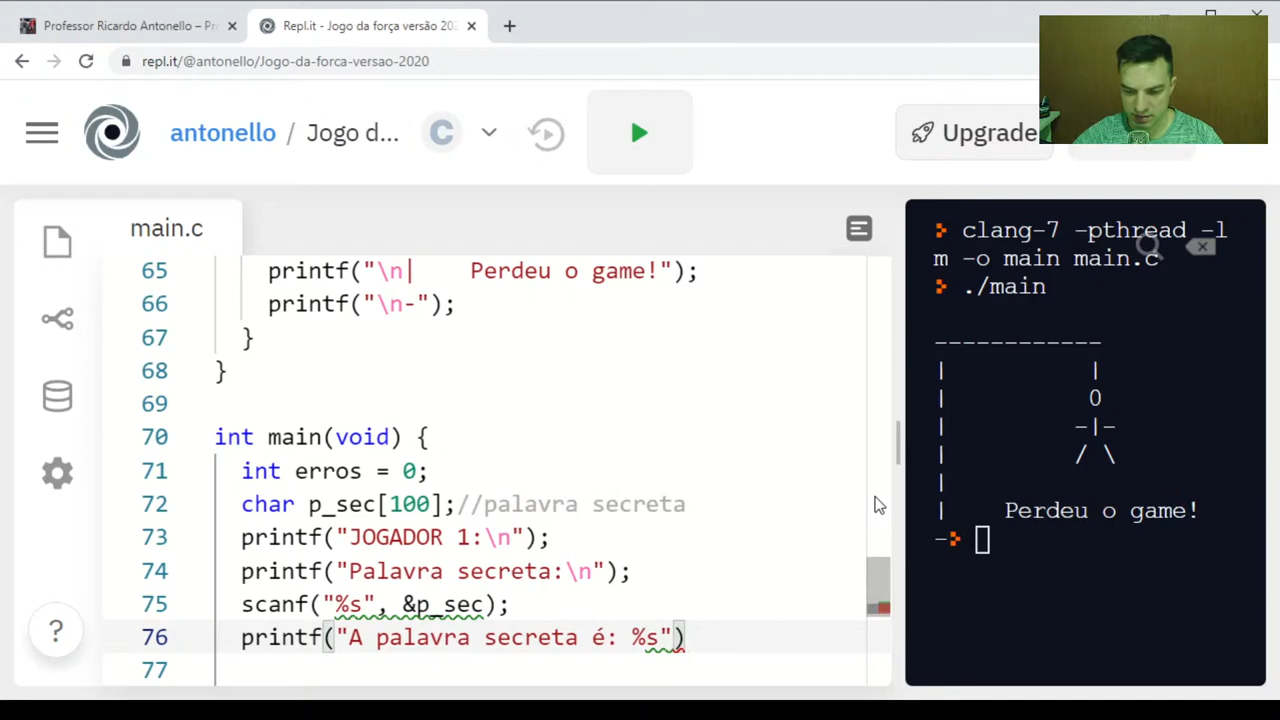 Professor Ricardo Antonello – Pro
Repl.it - Jogo da força versão 202
repl.it/@antonello/Jogo-da-forca-versao-2020
antonello / Jogo d...
C
Upgrade
main.c
65 printf("\n|    Perdeu o game!");
66 printf("\n-");
67 }
68 }
69
70 int main(void) {
71 int erros = 0;
72 char p_sec[100];//palavra secreta
73 printf("JOGADOR 1:\n");
74 printf("Palavra secreta:\n");
75 scanf("%s", &p_sec);
76 printf("A palavra secreta é: %s")
77
?
clang-7 -pthread -l
m -o main main.c
./main
------------
|           |
|           0
|          -|-
|          / \
|
|    Perdeu o game!
-